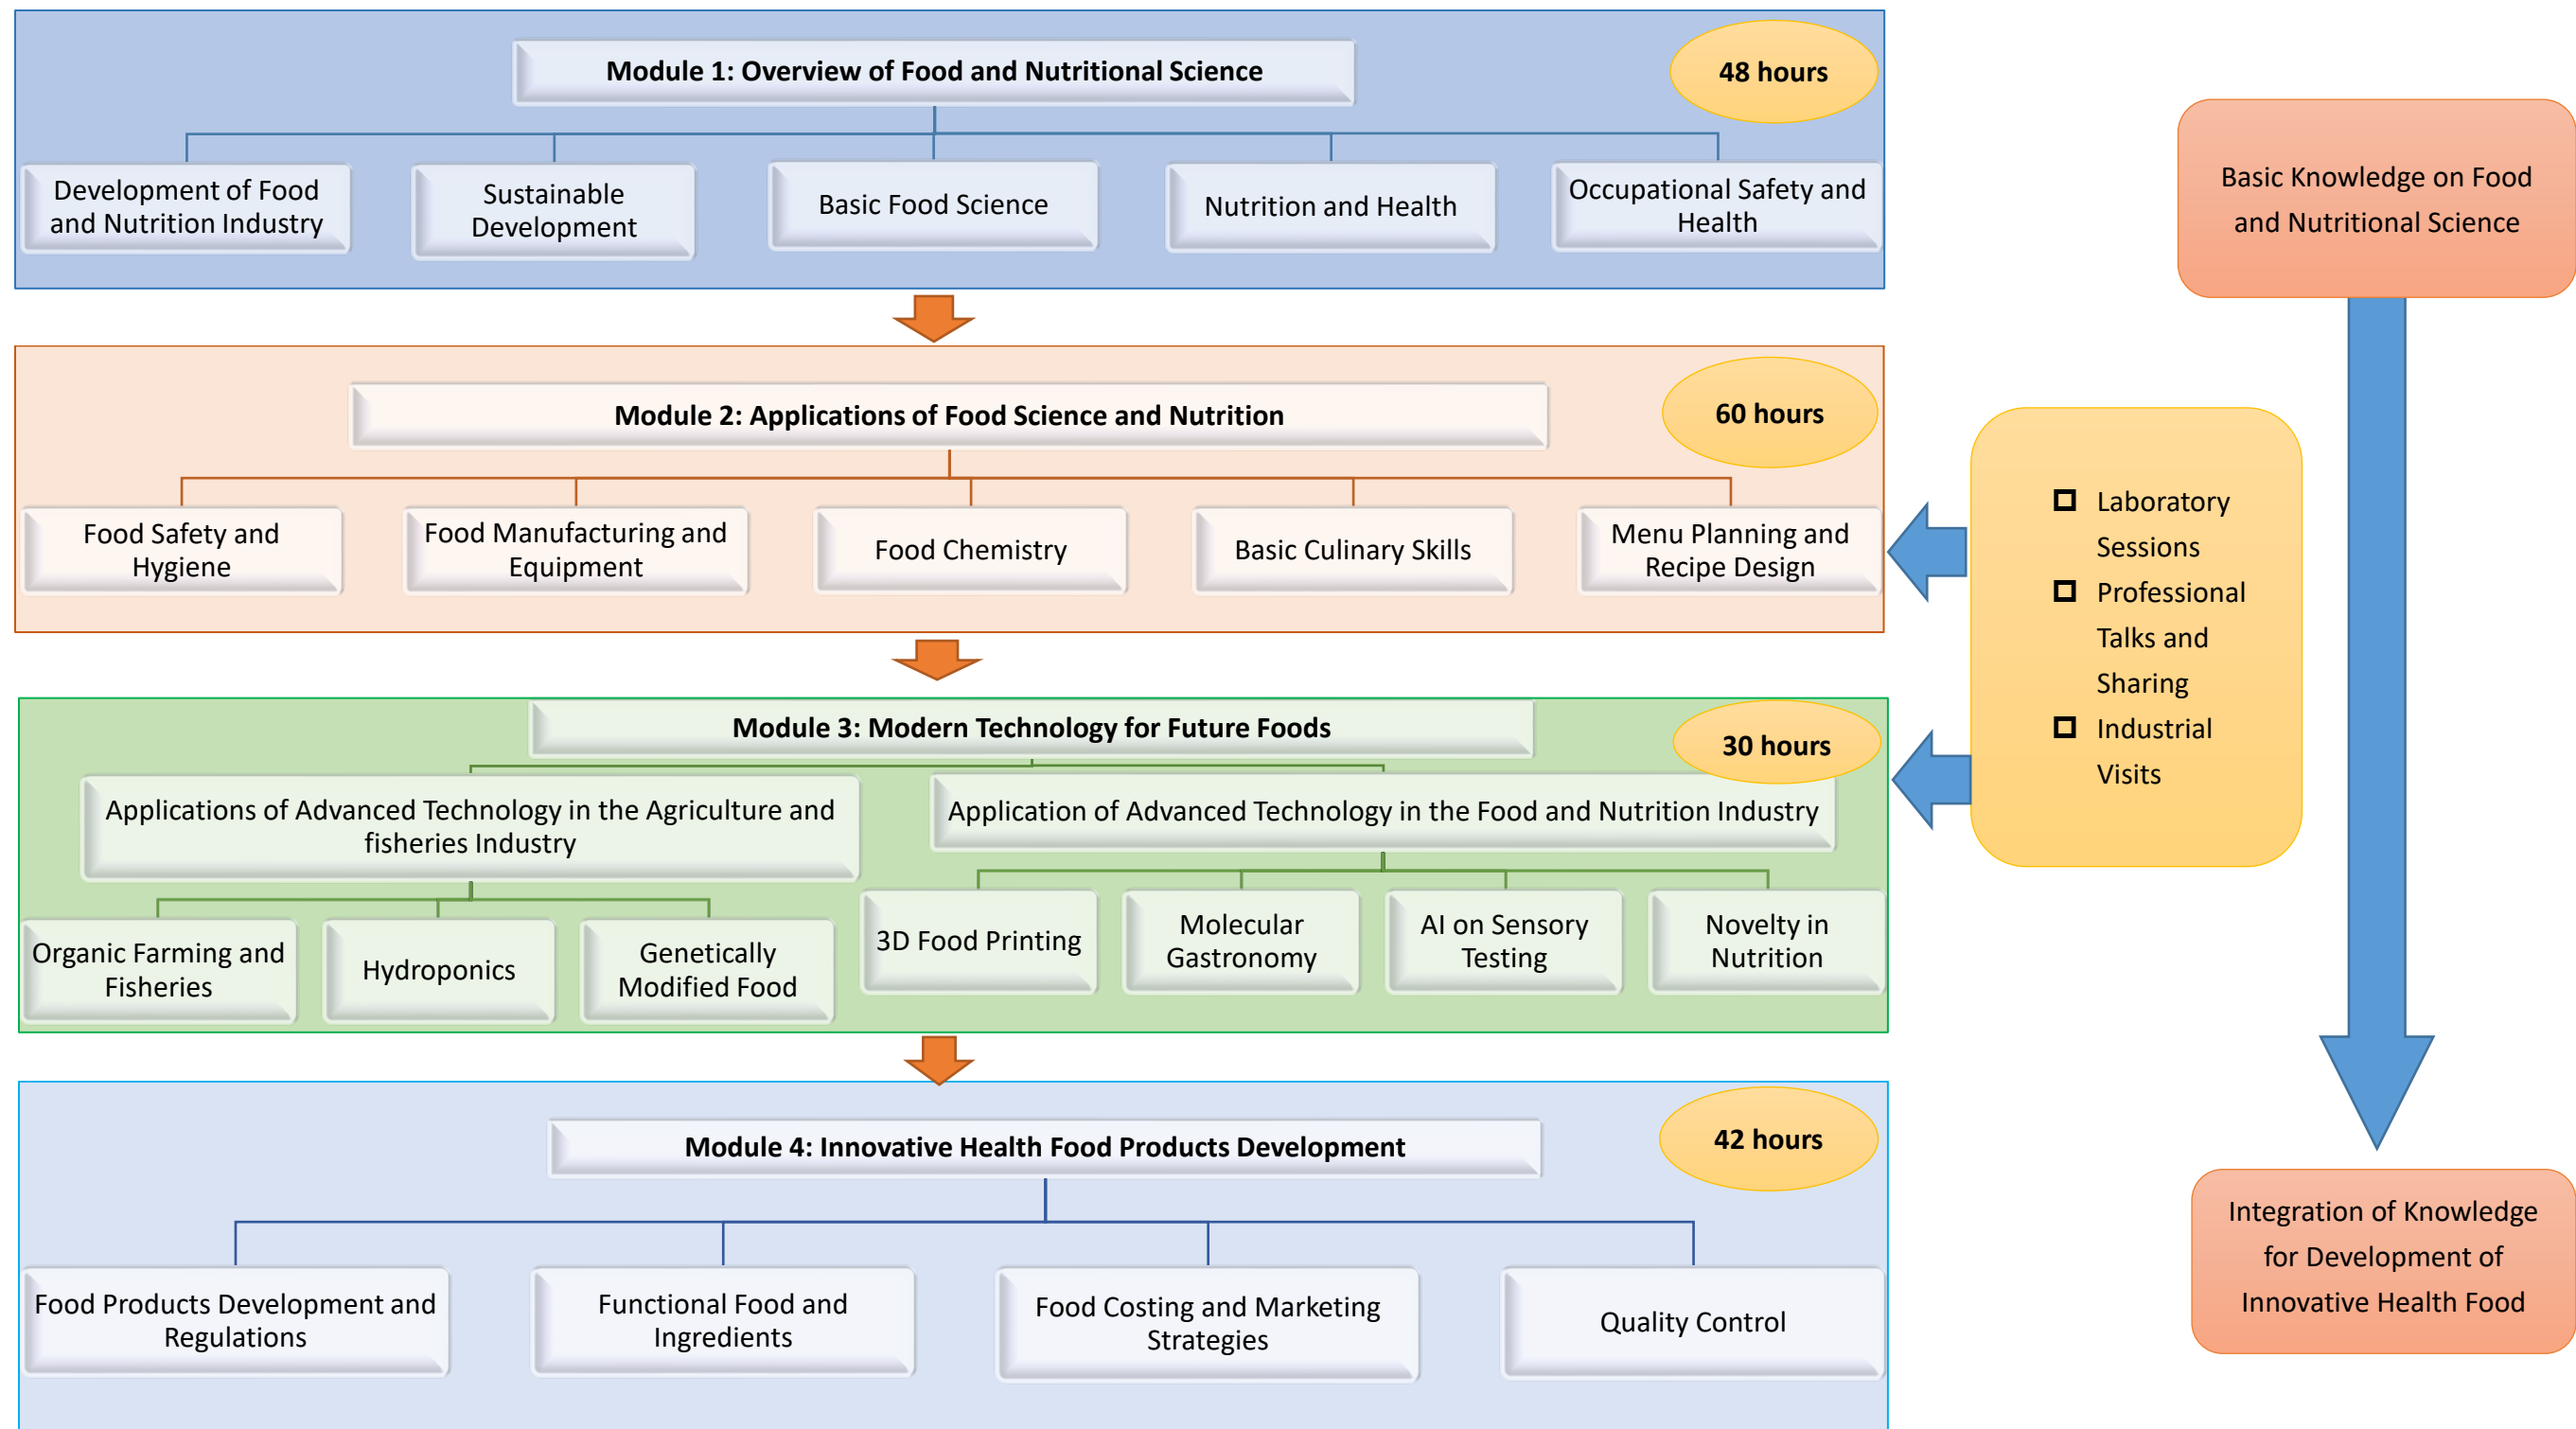 Module 1: Overview of Food and Nutritional Science
48 hours
Development of Food
and Nutrition Industry
Sustainable
Development
Basic Food Science
Nutrition and Health
Occupational Safety and
Health
Basic Knowledge on Food
and Nutritional Science
Module 2: Applications of Food Science and Nutrition
60 hours
Food Safety and
Hygiene
Food Manufacturing and
Equipment
Food Chemistry
Basic Culinary Skills
Menu Planning and
Recipe Design
Laboratory
Sessions
Professional
Talks and
Sharing
Industrial
Visits
Module 3: Modern Technology for Future Foods
30 hours
Applications of Advanced Technology in the Agriculture and
fisheries Industry
Application of Advanced Technology in the Food and Nutrition Industry
Organic Farming and
Fisheries
Hydroponics
Genetically
Modified Food
3D Food Printing
Molecular
Gastronomy
AI on Sensory
Testing
Novelty in
Nutrition
Module 4: Innovative Health Food Products Development
42 hours
Food Products Development and
Regulations
Functional Food and
Ingredients
Food Costing and Marketing
Strategies
Quality Control
Integration of Knowledge
for Development of
Innovative Health Food